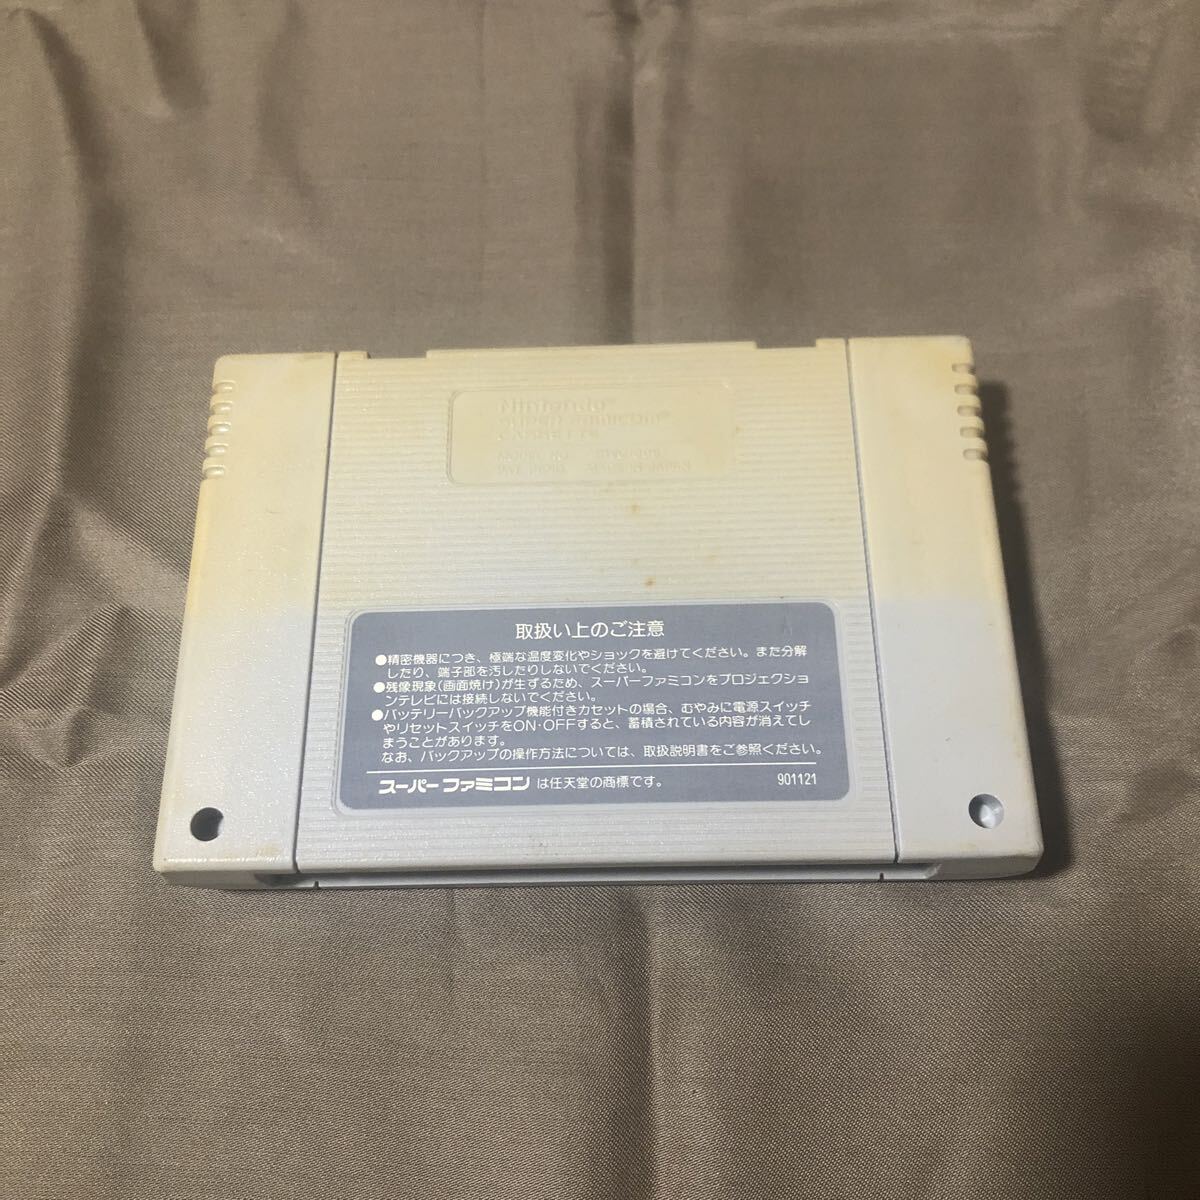 Nintendo
SUPER FAMICOM®
CASSETTE
MODEL NO.
PAT. PEND. MADE IN JAPAN
取扱い上のご注意
●精密機器につき、極端な温度変化やショックを避けてください。また分解
したり、端子部を汚したりしないでください。
●残像現象(画面焼け)が生ずるため、スーパーファミコンをプロジェクショ
ンテレビには接続しないでください。
●バッテリーバックアップ機能付きカセットの場合、むやみに電源スイッチ
やリセットスイッチをON・OFFすると、蓄積されている内容が消えてし
まうことがあります。
なお、バックアップの操作方法については、取扱説明書をご参照ください。
スーパーファミコン は任天堂の商標です。 901121